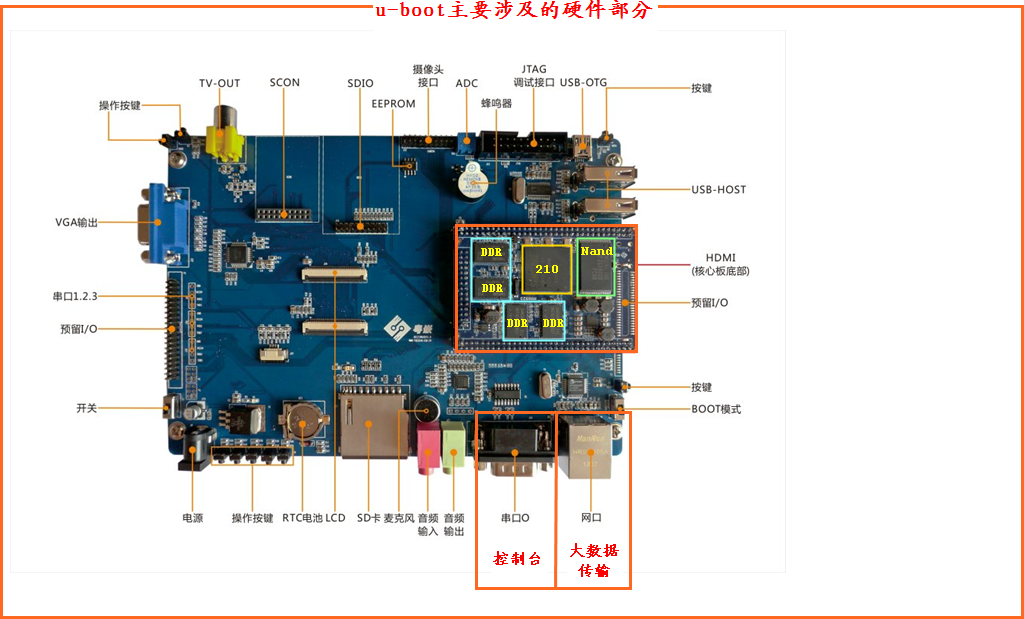 u-boot主要涉及的硬件部分
摄像头
接口
JTAG
调试接口
TV-OUT
SCON
SDIO
ADC
USB-OTG
按键
操作按键
EEPROM
蜂鸣器
USB-HOST
VGA输出
DDR
210
Nand
HDMI
(核心板底部)
DDR
串口1.2.3
预留I/O
预留I/O
DDR
DDR
粤嵌
按键
开关
BOOT模式
电源
操作按键
RTC电池
LCD
SD卡
麦克风
音频
输入
音频
输出
串口O
网口
控制台
大数据
传输